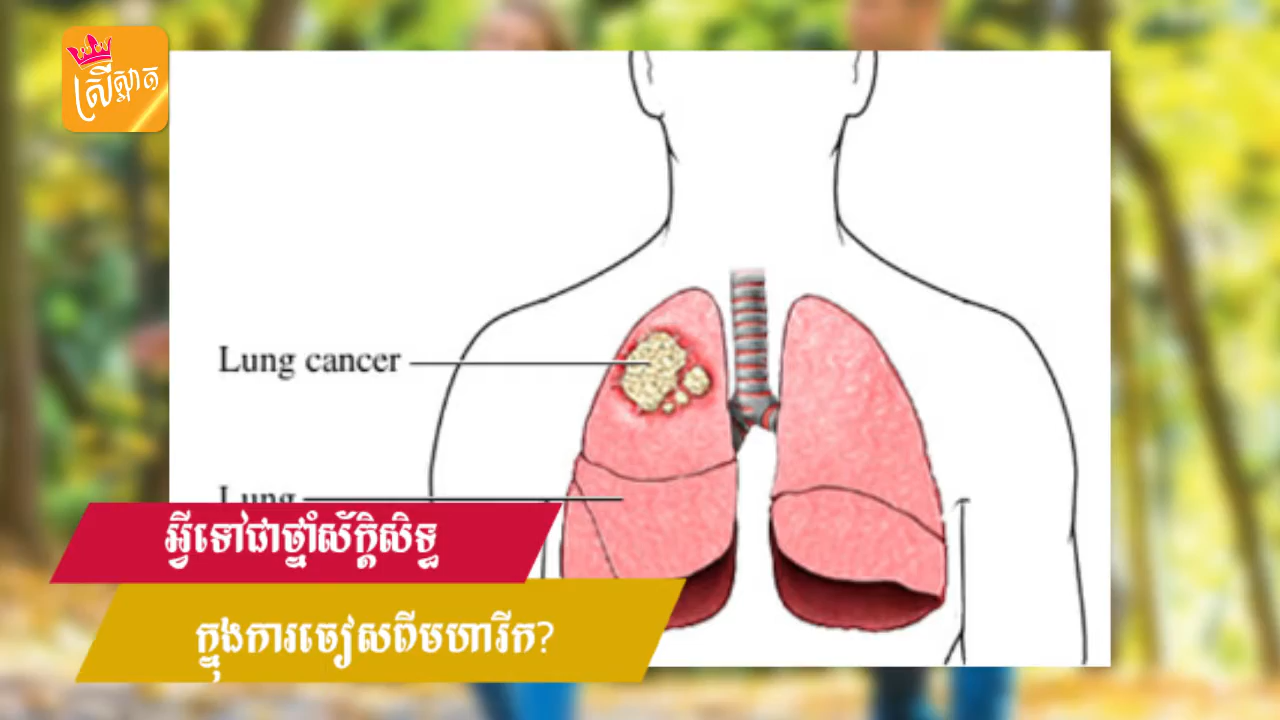 ស្រីស្អាត
Lung cancer
Lung
អ្វីទៅជាថ្នាំស័ក្តិសិទ្ធ
ក្នុងការចៀសពីមហារីក?